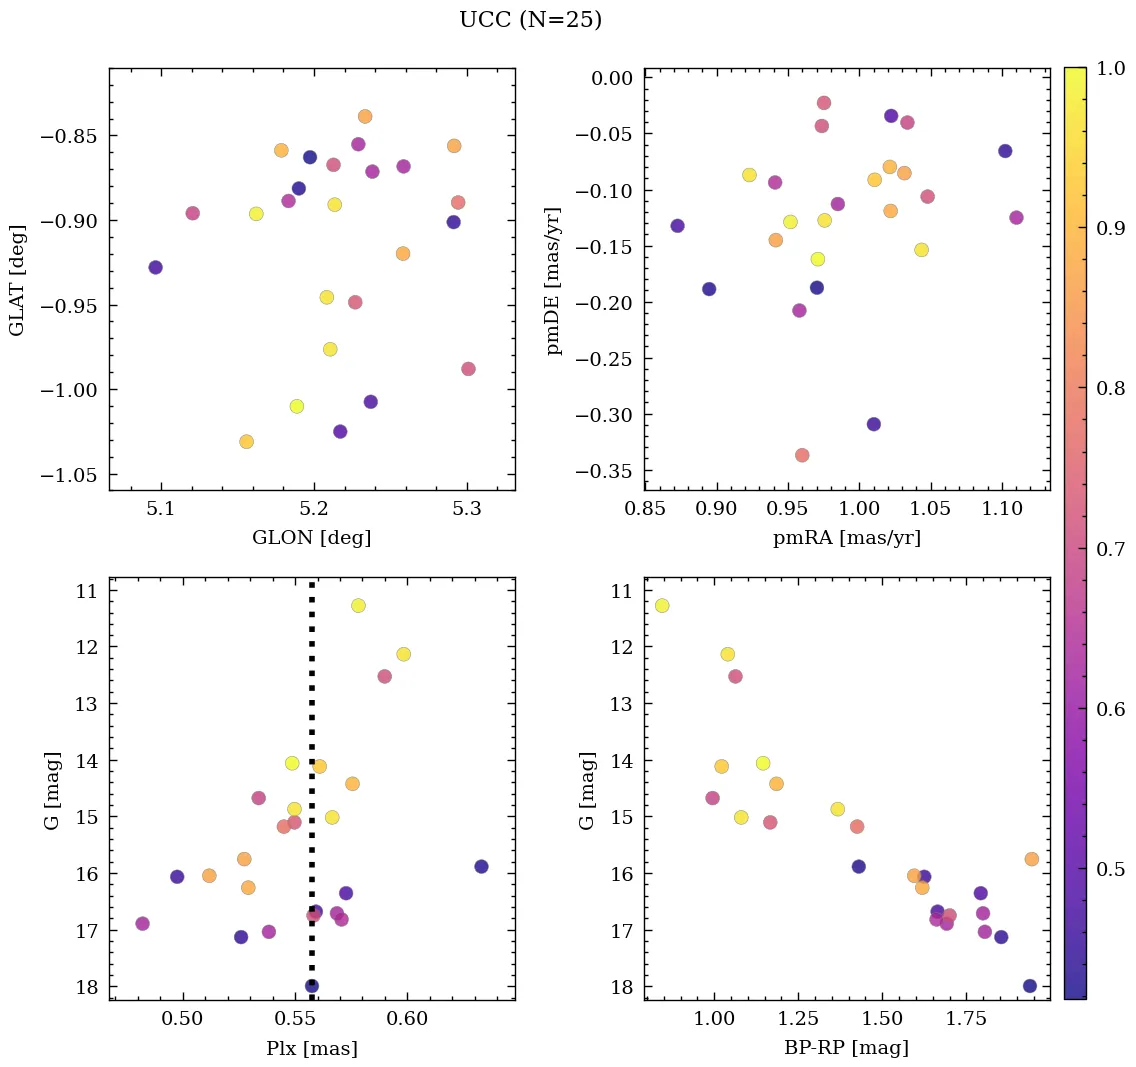 UCC (N=25)
−0.85
−0.90
−0.95
−1.00
−1.05
GLAT [deg]
5.1 5.2 5.3
GLON [deg]
0.00
−0.05
−0.10
−0.15
−0.20
−0.25
−0.30
−0.35
pmDE [mas/yr]
0.85 0.90 0.95 1.00 1.05 1.10
pmRA [mas/yr]
11
12
13
14
15
16
17
18
G [mag]
0.50 0.55 0.60
Plx [mas]
11
12
13
14
15
16
17
18
G [mag]
1.00 1.25 1.50 1.75
BP-RP [mag]
1.0
0.9
0.8
0.7
0.6
0.5